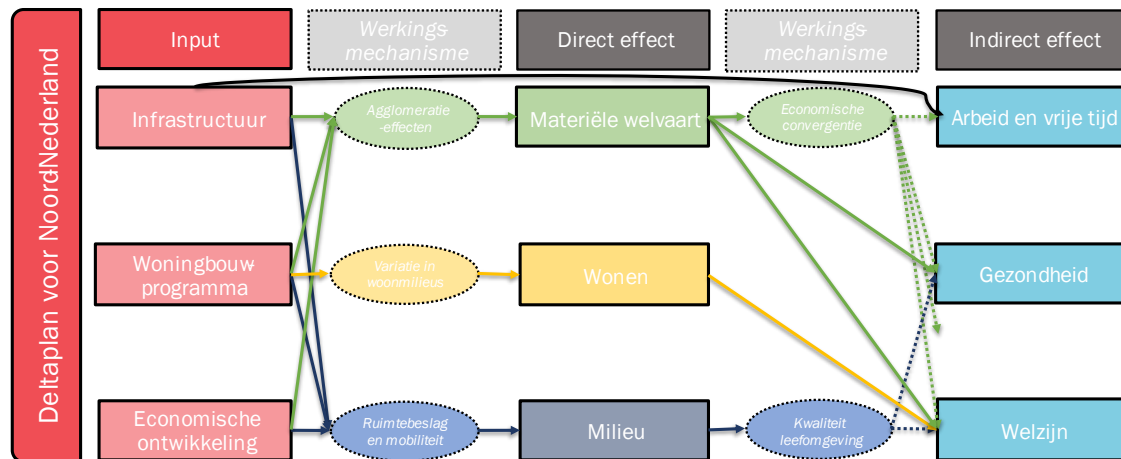 Deltaplan voor NoordNederland
Input
Werkings-
mechanisme
Direct effect
Werkings-
mechanisme
Indirect effect
Infrastructuur
Agglomeratie
-effecten
Materiële welvaart
Economische
convergentie
Arbeid en vrije tijd
Woningbouw-
programma
Variatie in
woonmilieus
Wonen
Gezondheid
Economische
ontwikkeling
Ruimtebeslag
en mobiliteit
Milieu
Kwaliteit
leefomgeving
Welzijn